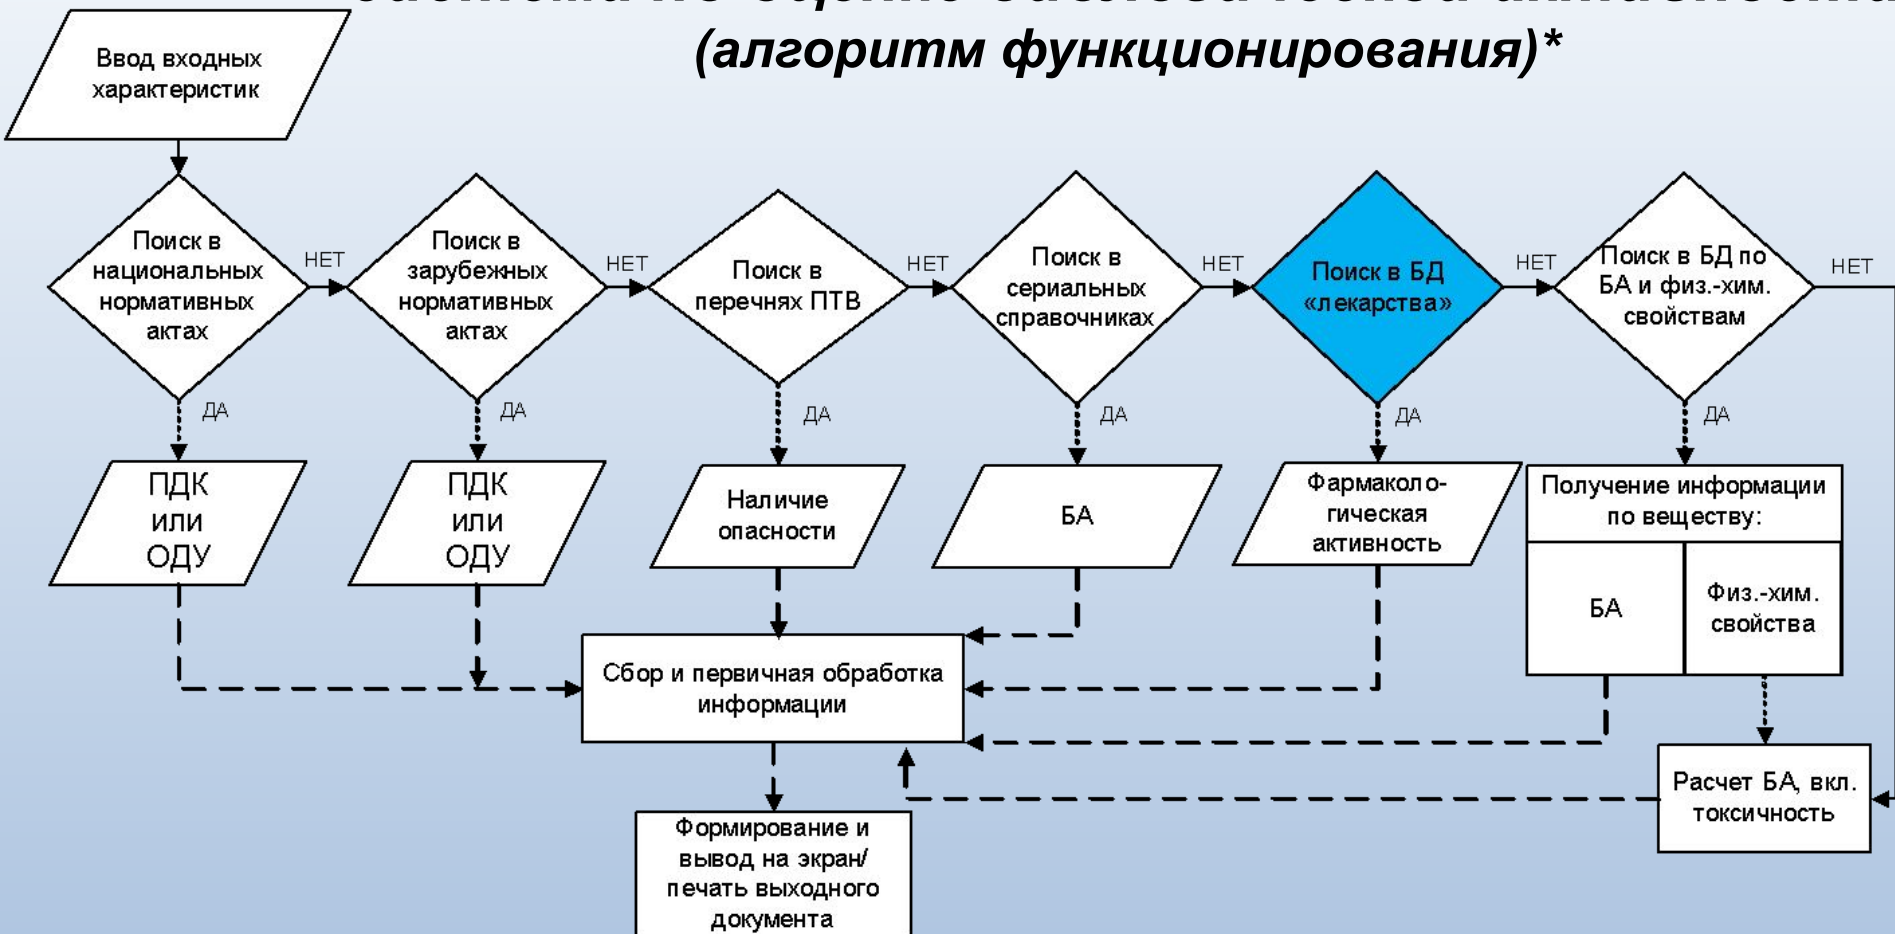 (алгоритм функционирования)*
Ввод входных
характеристик
Поиск в
национальных
нормативных
актах
НЕТ
Поиск в
зарубежных
нормативных
актах
НЕТ
Поиск в
перечнях ПТВ
НЕТ
Поиск в
сериальных
справочниках
НЕТ
Поиск в БД
«лекарства»
НЕТ
Поиск в БД по
БА и физ.-хим.
свойствам
НЕТ
ДА
ДА
ДА
ДА
ДА
ДА
ПДК
или
ОДУ
ПДК
или
ОДУ
Наличие
опасности
БА
Фармаколо-
гическая
активность
Получение информации
по веществу:
БА
Физ.-хим.
свойства
Сбор и первичная обработка
информации
Расчет БА, вкл.
токсичность
Формирование и
вывод на экран/
печать выходного
документа